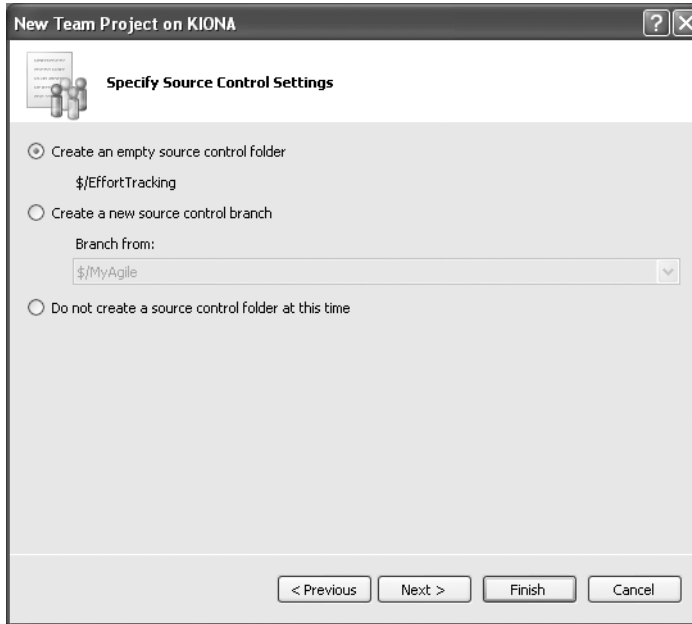 New Team Project on KIONA
Specify Source Control Settings
Create an empty source control folder
$/EffortTracking
Create a new source control branch
Branch from:
$/MyAgile
Do not create a source control folder at this time
< Previous Next > Finish Cancel